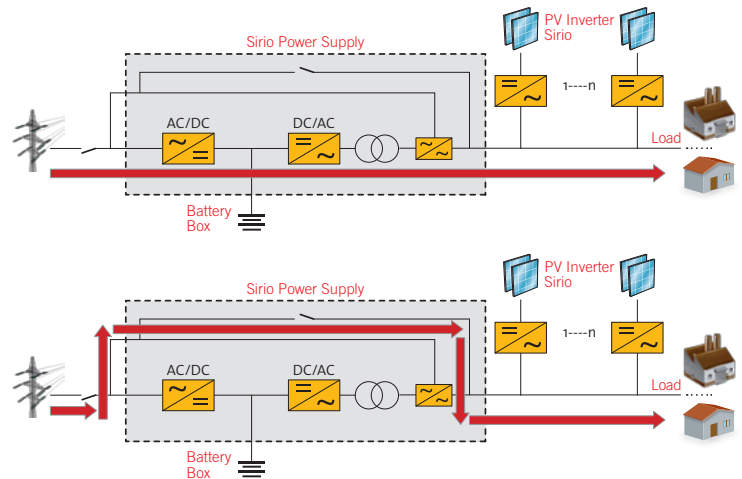 Sirio Power Supply
PV Inverter
Sirio
AC/DC
DC/AC
1----n
Load
Battery
Box
Sirio Power Supply
PV Inverter
Sirio
AC/DC
DC/AC
1----n
Load
Battery
Box